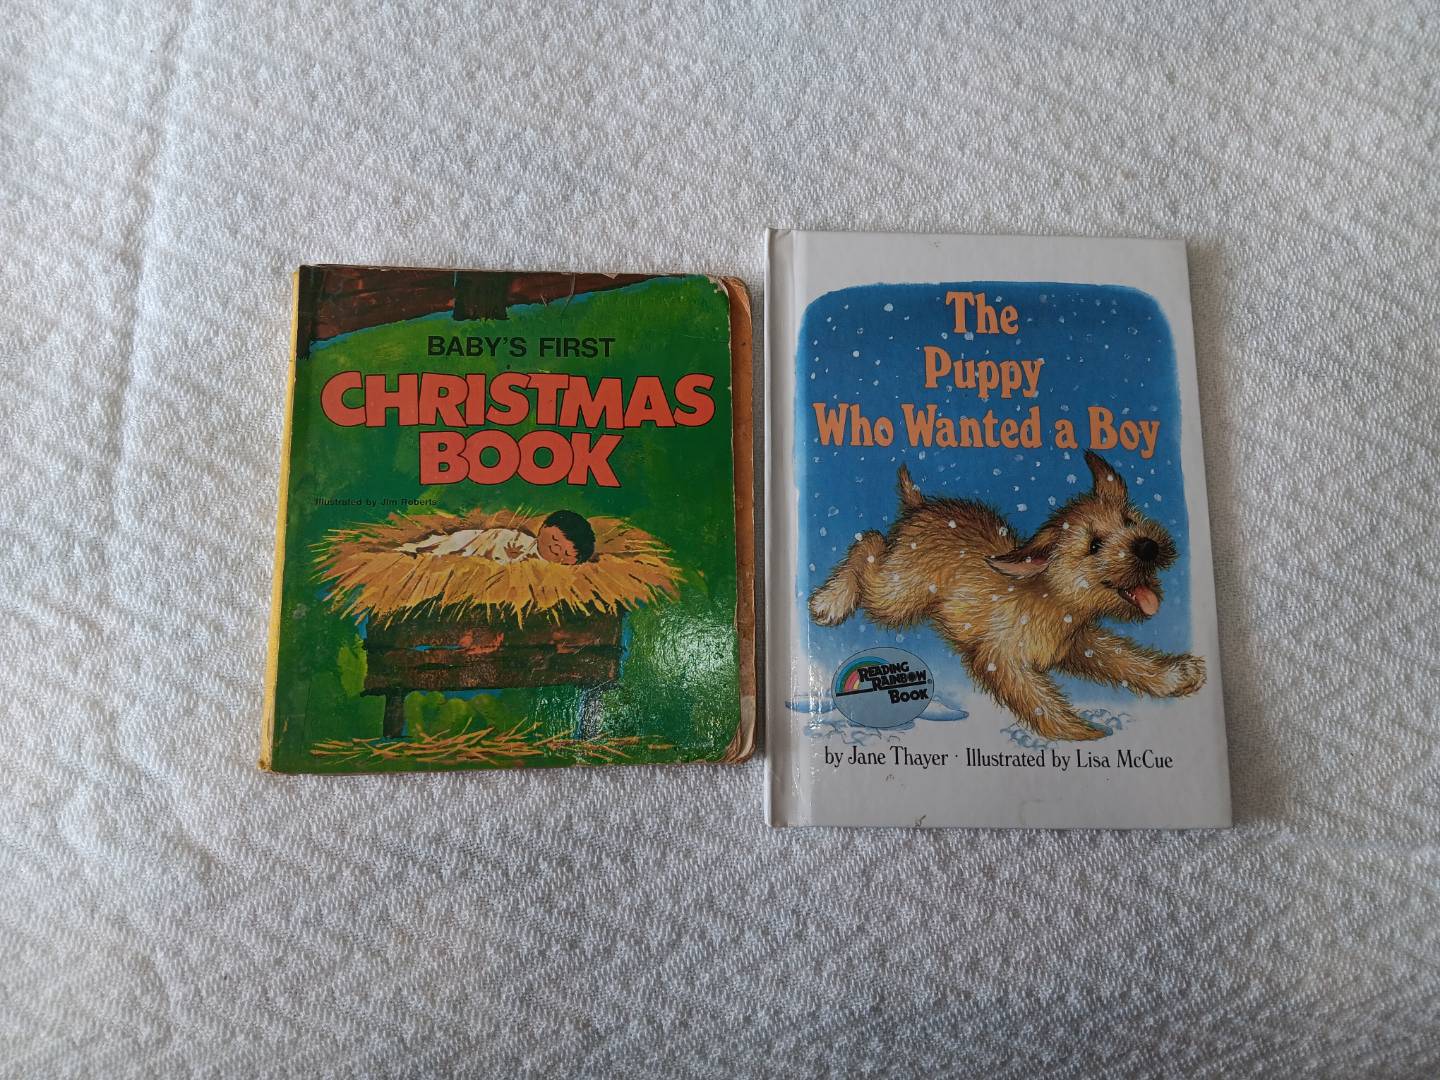 BABY'S FIRST
CHRISTMAS
BOOK
Illustrated by Jim Roberts
The
Puppy
Who Wanted a Boy
READING
RAINBOW®
BOOK
by Jane Thayer · Illustrated by Lisa McCue